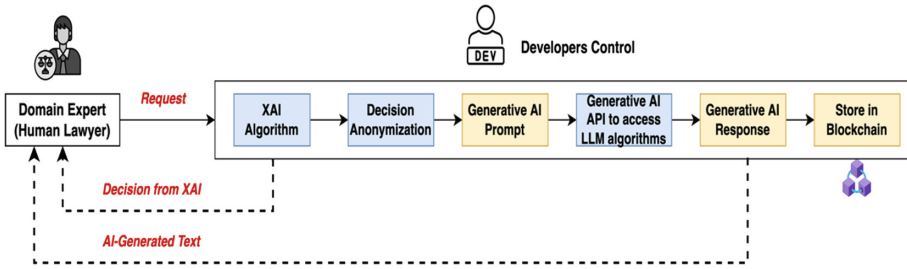 DEV
Developers Control
Domain Expert
(Human Lawyer)
Request
XAI
Algorithm
Decision
Anonymization
Generative AI
Prompt
Generative AI
API to access
LLM algorithms
Generative AI
Response
Store in
Blockchain
Decision from XAI
AI-Generated Text